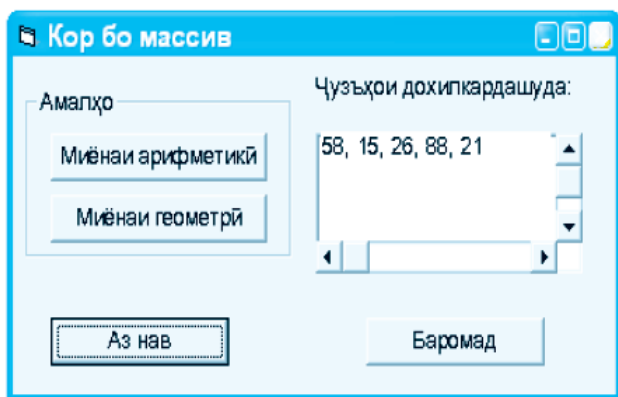 Кор бо массив
Амалҳо
Миёнаи арифметикӣ
Миёнаи геометрӣ
Ҷузъҳои дохилкардашуда:
58, 15, 26, 88, 21
Аз нав
Баромад